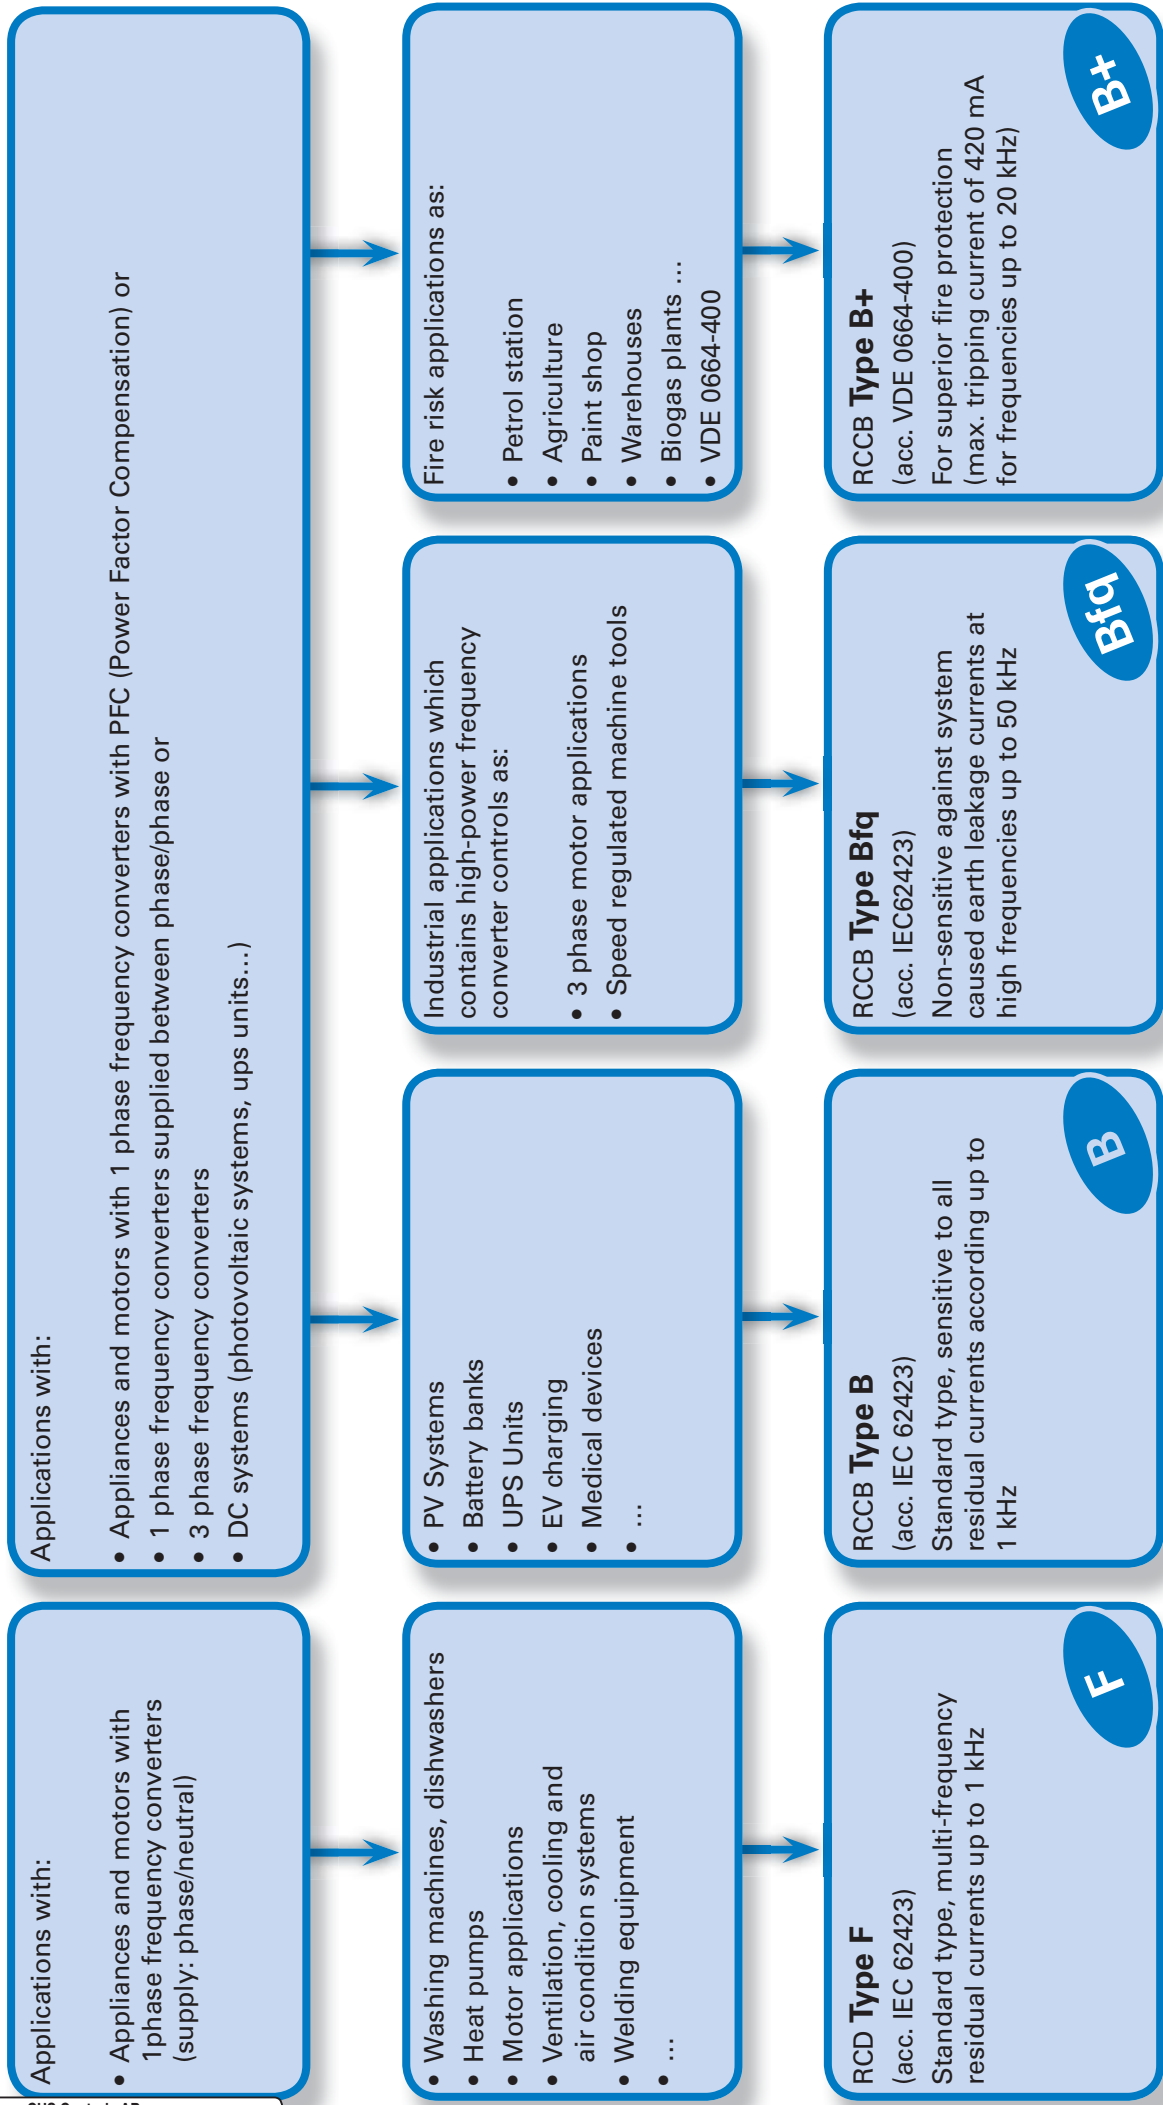 Applications with:
• Appliances and motors with
1phase frequency converters
(supply: phase/neutral)
Applications with:
• Appliances and motors with 1 phase frequency converters with PFC (Power Factor Compensation) or
• 1 phase frequency converters supplied between phase/phase or
• 3 phase frequency converters
• DC systems (photovoltaic systems, ups units…)
• Washing machines, dishwashers
• Heat pumps
• Motor applications
• Ventilation, cooling and
air condition systems
• Welding equipment
• …
• PV Systems
• Battery banks
• UPS Units
• EV charging
• Medical devices
• …
Industrial applications which
contains high-power frequency
converter controls as:
• 3 phase motor applications
• Speed regulated machine tools
Fire risk applications as:
• Petrol station
• Agriculture
• Paint shop
• Warehouses
• Biogas plants …
• VDE 0664-400
RCD Type F
(acc. IEC 62423)
Standard type, multi-frequency
residual currents up to 1 kHz
F
RCCB Type B
(acc. IEC 62423)
Standard type, sensitive to all
residual currents according up to
1 kHz
B
RCCB Type Bfq
(acc. IEC62423)
Non-sensitive against system
caused earth leakage currents at
high frequencies up to 50 kHz
Bfq
RCCB Type B+
(acc. VDE 0664-400)
For superior fire protection
(max. tripping current of 420 mA
for frequencies up to 20 kHz)
B+